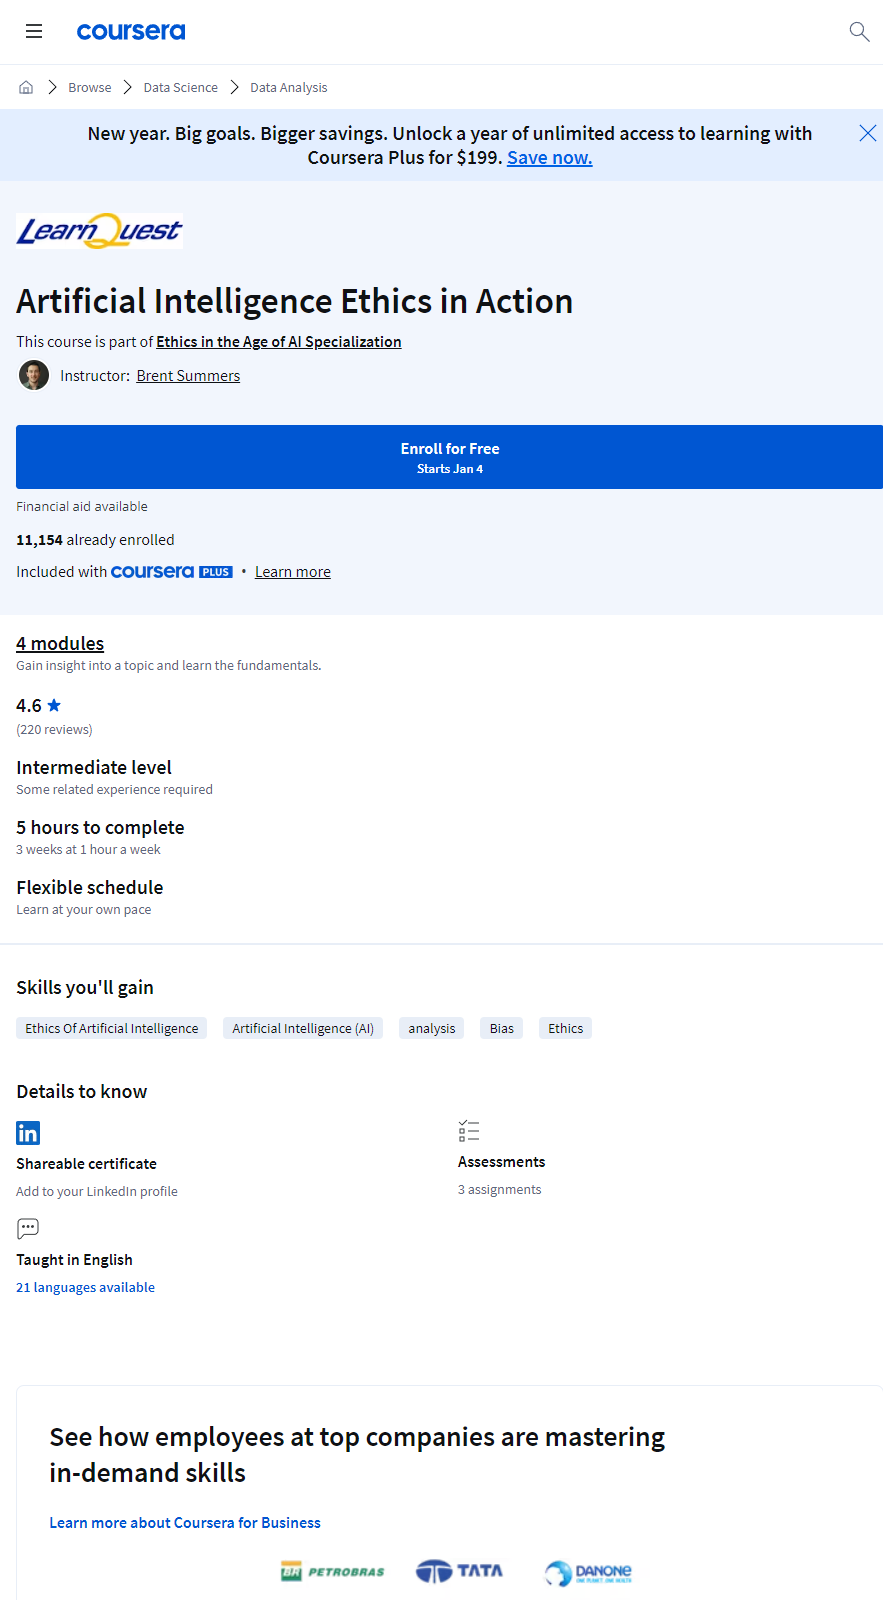 coursera
Browse
Data Science
Data Analysis
New year. Big goals. Bigger savings. Unlock a year of unlimited access to learning with
Coursera Plus for $199. Save now.
LearnQuest
Artificial Intelligence Ethics in Action
This course is part of Ethics in the Age of AI Specialization
Instructor: Brent Summers
Enroll for Free
Starts Jan 4
Financial aid available
11,154 already enrolled
Included with coursera PLUS • Learn more
4 modules
Gain insight into a topic and learn the fundamentals.
4.6
(220 reviews)
Intermediate level
Some related experience required
5 hours to complete
3 weeks at 1 hour a week
Flexible schedule
Learn at your own pace
Skills you'll gain
Ethics Of Artificial Intelligence
Artificial Intelligence (AI)
analysis
Bias
Ethics
Details to know
in
Shareable certificate
Add to your LinkedIn profile
Assessments
3 assignments
Taught in English
21 languages available
See how employees at top companies are mastering
in-demand skills
Learn more about Coursera for Business
BR PETROBRAS
TATA
DANONE
ONE PLANET. ONE HEALTH